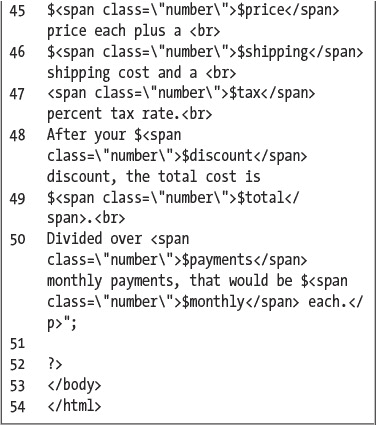 45 $<span class=\"number\">$price</span>
price each plus a <br>
46 $<span class=\"number\">$shipping</span>
shipping cost and a <br>
47 <span class=\"number\">$tax</span>
percent tax rate.<br>
48 After your $<span
class=\"number\">$discount</span>
discount, the total cost is
49 $<span class=\"number\">$total</
span>.<br>
50 Divided over <span
class=\"number\">$payments</span>
monthly payments, that would be $<span
class=\"number\">$monthly</span> each.</
p>";
51
52 ?>
53 </body>
54 </html>